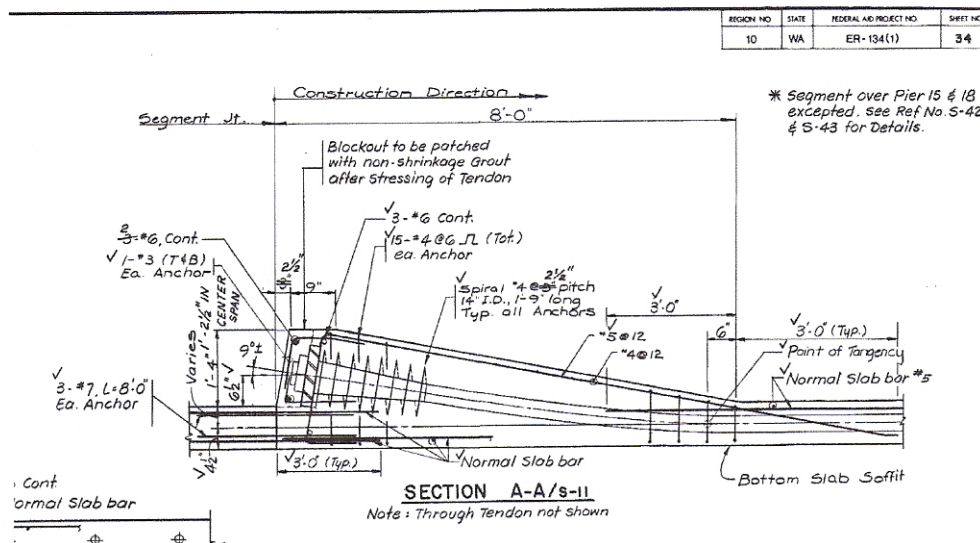 REGION NO. STATE FEDERAL AID PROJECT NO. SHEET NO.
10 WA ER-134(1) 34
Construction Direction
8'-0"
Segment Jt.
* Segment over Pier 15 & 18
excepted. See Ref No. S-42
& S-43 for Details.
Blockout to be patched
with non-shrinkage Grout
after Stressing of Tendon
3-#6 Cont.
2
3-#6, Cont.
15-#4 @ 6 (Tot.)
ea. Anchor
1-#3 (T&B)
Ea. Anchor
2½"
9"
2½"
Spiral #4 @ 3" pitch
14" I.D., 1'-9" long
Typ. all Anchors
3'-0"
6"
3'-0" (Typ.)
Varies
1'-4" 1'-2½" IN
CENTER
SPAN
9°±
6½"
#5 @ 12
#4 @ 12
Point of Tangency
Normal Slab bar #5
3-#7, L=8'-0"
Ea. Anchor
3'-0" (Typ.)
Normal Slab bar
Bottom Slab Soffit
Cont.
Normal Slab bar
SECTION A-A/S-11
Note: Through Tendon not shown